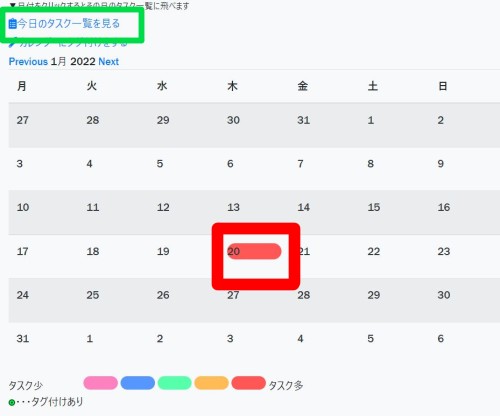 ▼日付をクリックするとその日のタスク一覧に飛べます
今日のタスク一覧を見る
カレンダーにタグ付けをする
Previous 1月 2022 Next
月 火 水 木 金 土 日
27 28 29 30 31 1 2
3 4 5 6 7 8 9
10 11 12 13 14 15 16
17 18 19 20 21 22 23
24 25 26 27 28 29 30
31 1 2 3 4 5 6
タスク少 タスク多
・・・タグ付けあり